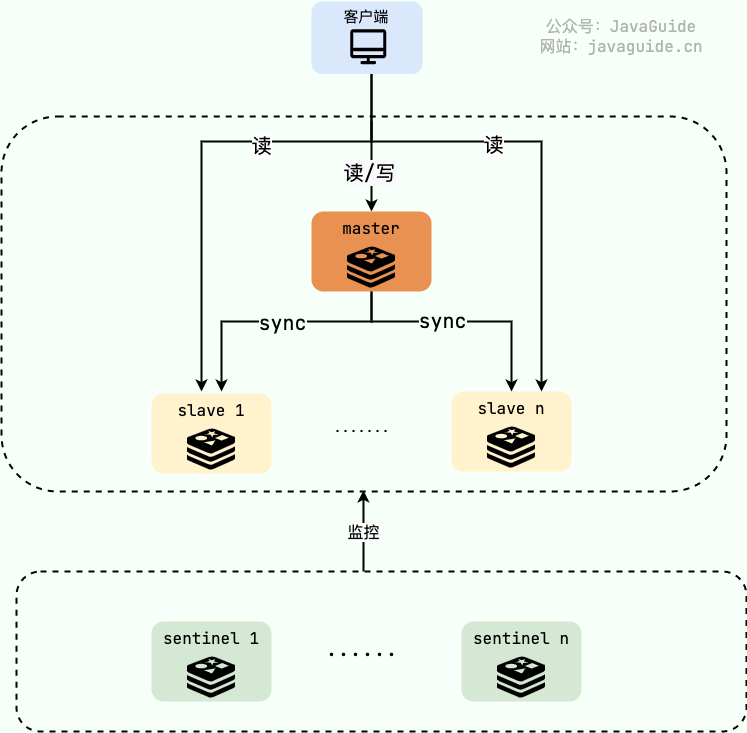 客户端
公众号：JavaGuide
网站：javaguide.cn
读
读
读/写
master
sync
sync
slave 1
.......
slave n
监控
sentinel 1
......
sentinel n